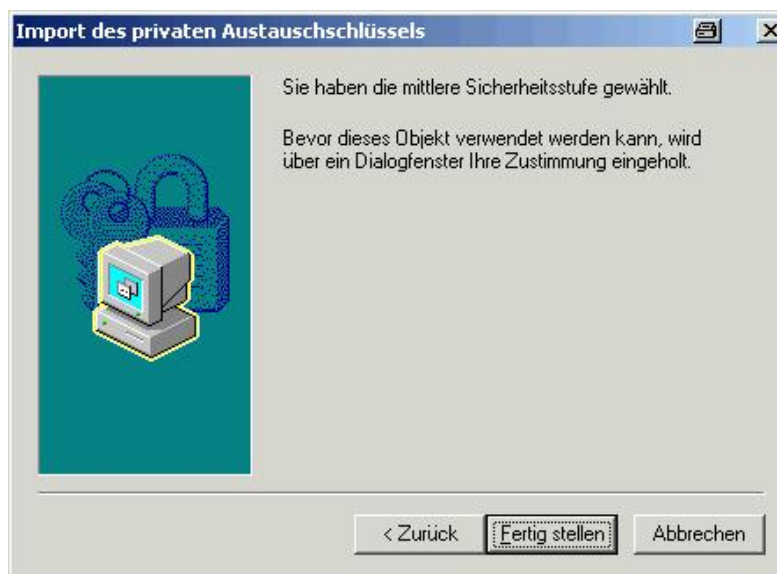 Import des privaten Austauschschlüssels
Sie haben die mittlere Sicherheitsstufe gewählt.
Bevor dieses Objekt verwendet werden kann, wird
über ein Dialogfenster Ihre Zustimmung eingeholt.
< Zurück
Fertig stellen
Abbrechen